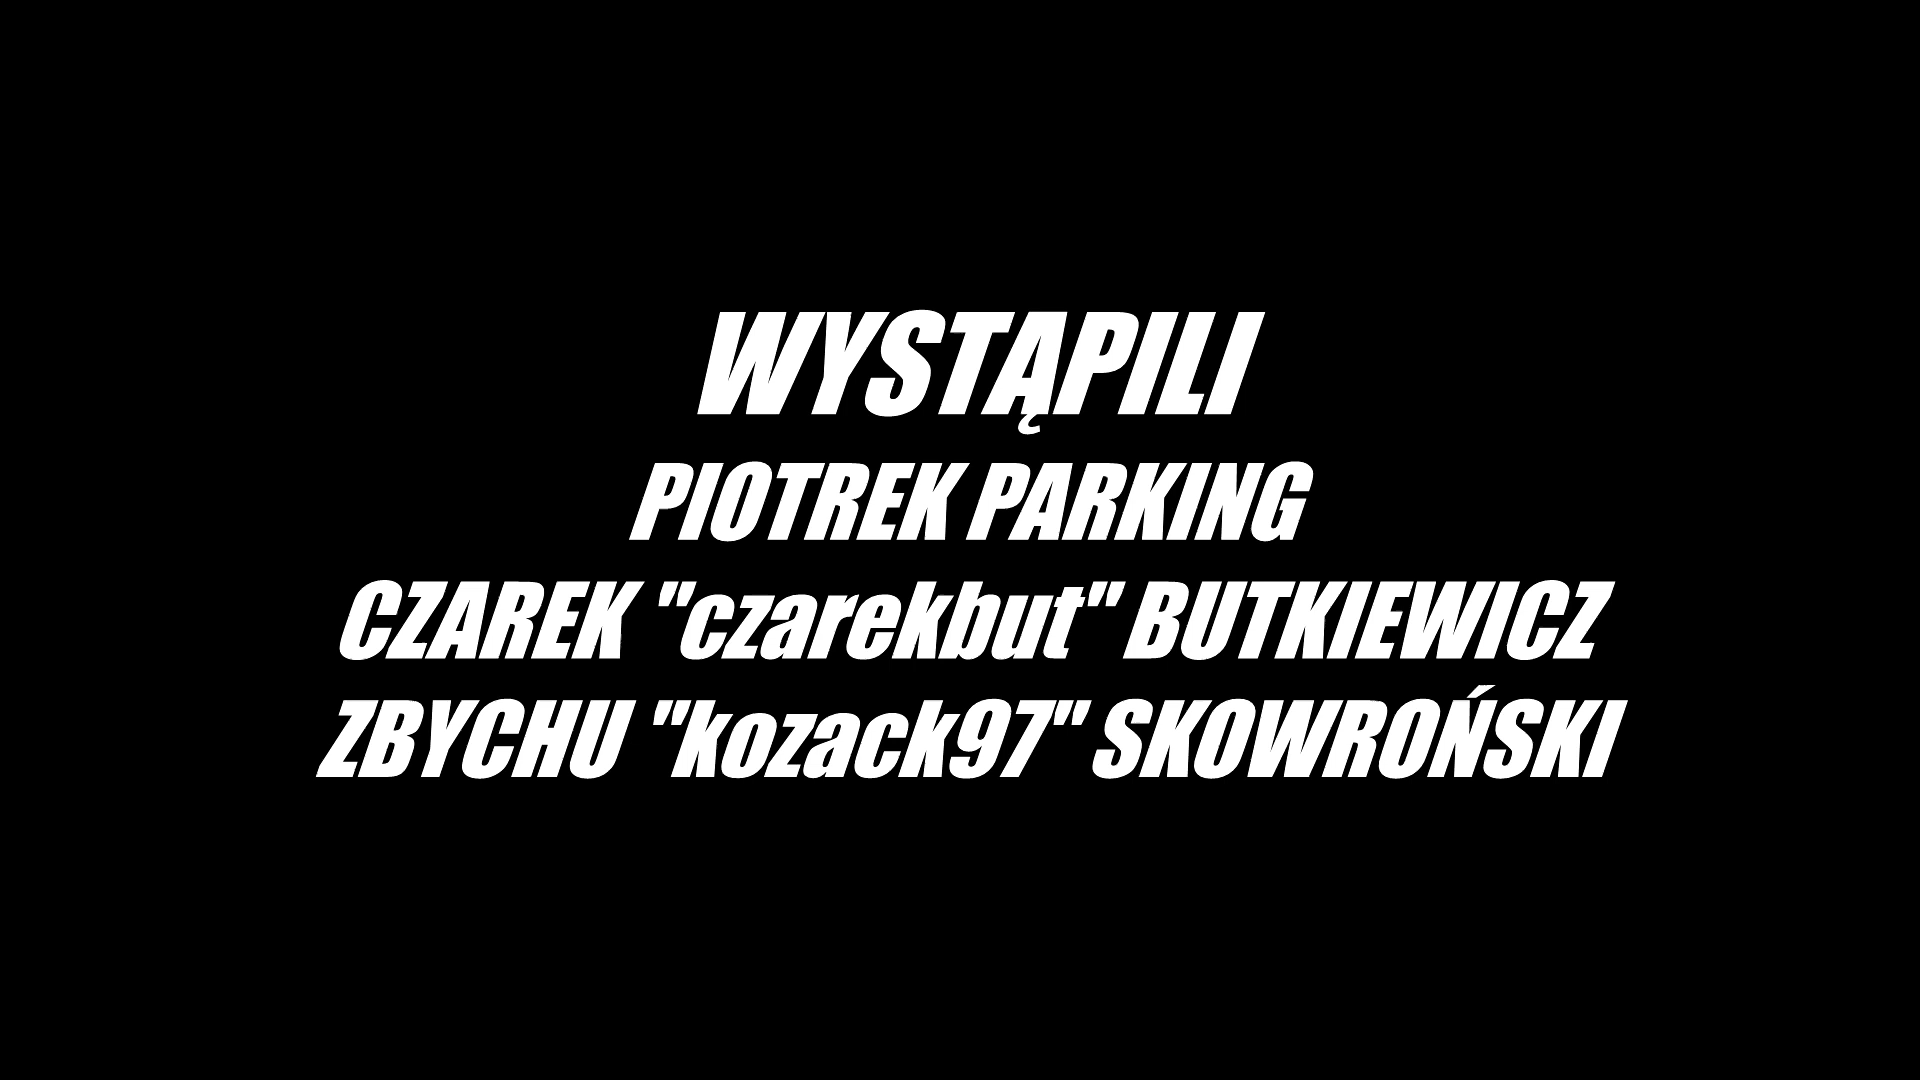 WYSTĄPILI
PIOTREK PARKING
CZAREK "czarekbut" BUTKIEWICZ
ZBYCHU "kozack97" SKOWROŃSKI